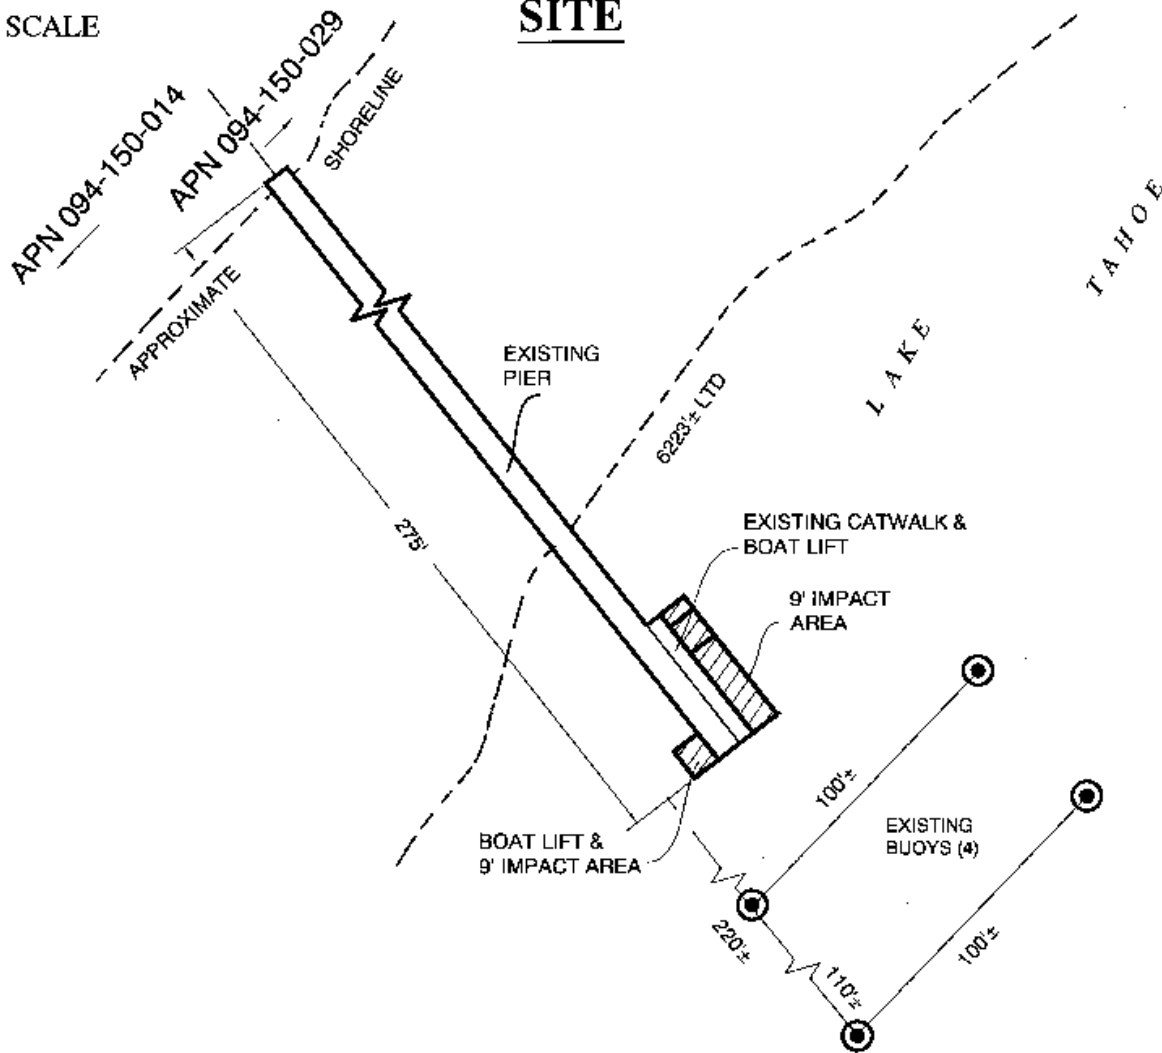 SCALE
SITE
APN 094-150-014
APN 094-150-029
SHORELINE
APPROXIMATE
LAKE TAHOE
EXISTING
PIER
6223'± LTD
275'
EXISTING CATWALK &
BOAT LIFT
9' IMPACT
AREA
BOAT LIFT &
9' IMPACT AREA
100'±
EXISTING
BUOYS (4)
100'±
220'±
110'±